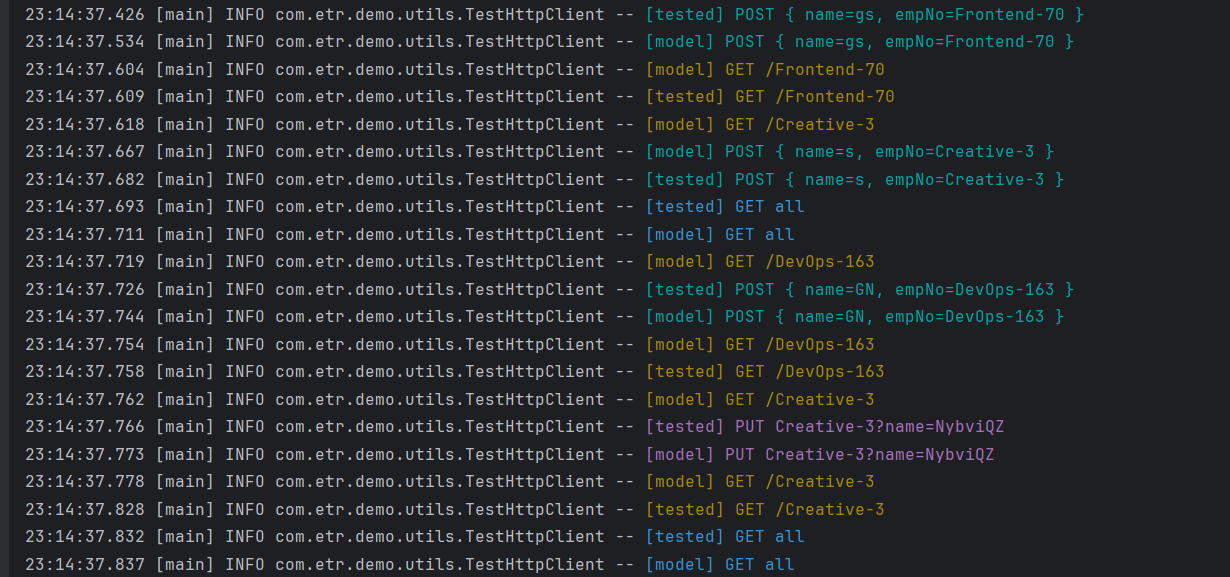 23:14:37.426 [main] INFO com.etr.demo.utils.TestHttpClient -- [tested] POST { name=gs, empNo=Frontend-70 }
23:14:37.534 [main] INFO com.etr.demo.utils.TestHttpClient -- [model] POST { name=gs, empNo=Frontend-70 }
23:14:37.604 [main] INFO com.etr.demo.utils.TestHttpClient -- [model] GET /Frontend-70
23:14:37.609 [main] INFO com.etr.demo.utils.TestHttpClient -- [tested] GET /Frontend-70
23:14:37.618 [main] INFO com.etr.demo.utils.TestHttpClient -- [model] GET /Creative-3
23:14:37.667 [main] INFO com.etr.demo.utils.TestHttpClient -- [model] POST { name=s, empNo=Creative-3 }
23:14:37.682 [main] INFO com.etr.demo.utils.TestHttpClient -- [tested] POST { name=s, empNo=Creative-3 }
23:14:37.693 [main] INFO com.etr.demo.utils.TestHttpClient -- [tested] GET all
23:14:37.711 [main] INFO com.etr.demo.utils.TestHttpClient -- [model] GET all
23:14:37.719 [main] INFO com.etr.demo.utils.TestHttpClient -- [model] GET /DevOps-163
23:14:37.726 [main] INFO com.etr.demo.utils.TestHttpClient -- [tested] POST { name=GN, empNo=DevOps-163 }
23:14:37.744 [main] INFO com.etr.demo.utils.TestHttpClient -- [model] POST { name=GN, empNo=DevOps-163 }
23:14:37.754 [main] INFO com.etr.demo.utils.TestHttpClient -- [model] GET /DevOps-163
23:14:37.758 [main] INFO com.etr.demo.utils.TestHttpClient -- [tested] GET /DevOps-163
23:14:37.762 [main] INFO com.etr.demo.utils.TestHttpClient -- [model] GET /Creative-3
23:14:37.766 [main] INFO com.etr.demo.utils.TestHttpClient -- [tested] PUT Creative-3?name=NybviQZ
23:14:37.773 [main] INFO com.etr.demo.utils.TestHttpClient -- [model] PUT Creative-3?name=NybviQZ
23:14:37.778 [main] INFO com.etr.demo.utils.TestHttpClient -- [model] GET /Creative-3
23:14:37.828 [main] INFO com.etr.demo.utils.TestHttpClient -- [tested] GET /Creative-3
23:14:37.832 [main] INFO com.etr.demo.utils.TestHttpClient -- [tested] GET all
23:14:37.837 [main] INFO com.etr.demo.utils.TestHttpClient -- [model] GET all